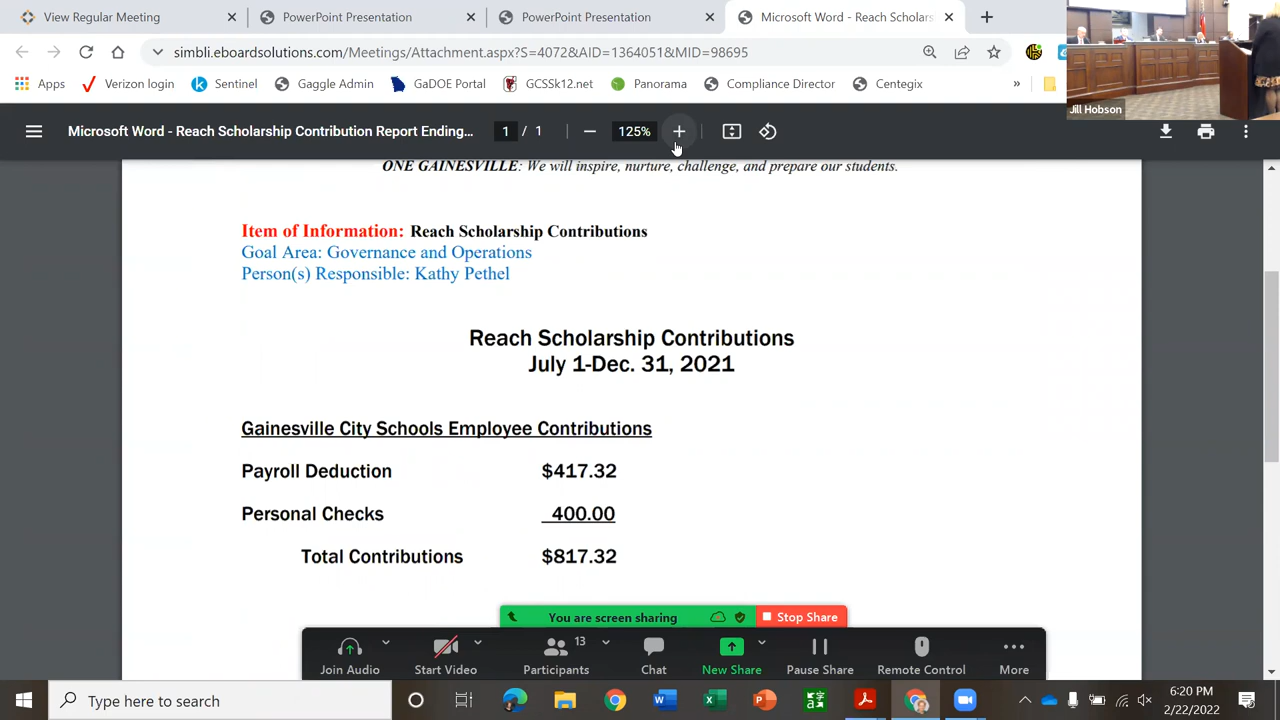 View Regular Meeting
PowerPoint Presentation
PowerPoint Presentation
Microsoft Word - Reach Scholars
simbli.eboardsolutions.com/Meetings/Attachment.aspx?S=4072&AID=1364051&MID=98695
Apps
Verizon login
Sentinel
Gaggle Admin
GaDOE Portal
GCSSk12.net
Panorama
Compliance Director
Centegix
»
Jill Hobson
Microsoft Word - Reach Scholarship Contribution Report Ending...
1 / 1
125%
ONE GAINESVILLE: We will inspire, nurture, challenge, and prepare our students.
Item of Information: Reach Scholarship Contributions
Goal Area: Governance and Operations
Person(s) Responsible: Kathy Pethel
Reach Scholarship Contributions
July 1-Dec. 31, 2021
Gainesville City Schools Employee Contributions
Payroll Deduction $417.32
Personal Checks 400.00
Total Contributions $817.32
You are screen sharing
Stop Share
13
Join Audio
Start Video
Participants
Chat
New Share
Pause Share
Remote Control
More
Type here to search
6:20 PM
2/22/2022